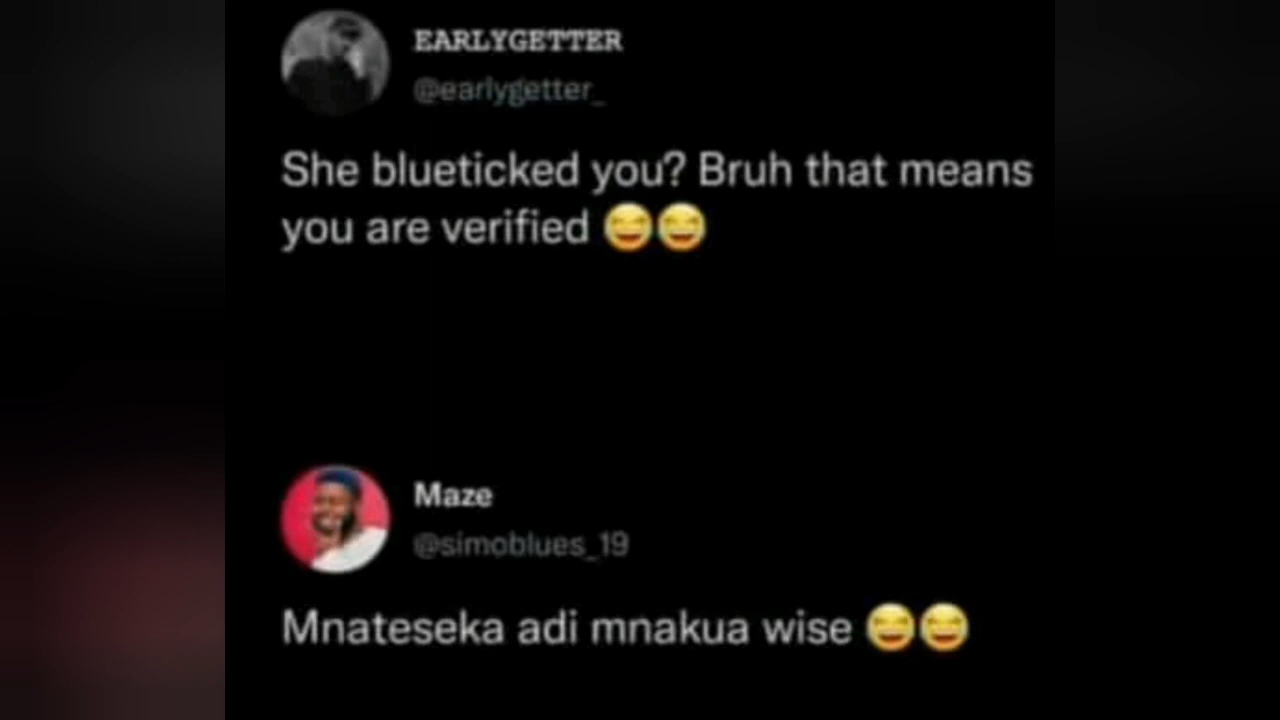 EARLYGETTER
@earlygetter_
She blueticked you? Bruh that means
you are verified 😆😆
Maze
@simoblues_19
Mnateseka adi mnakua wise 😆😆